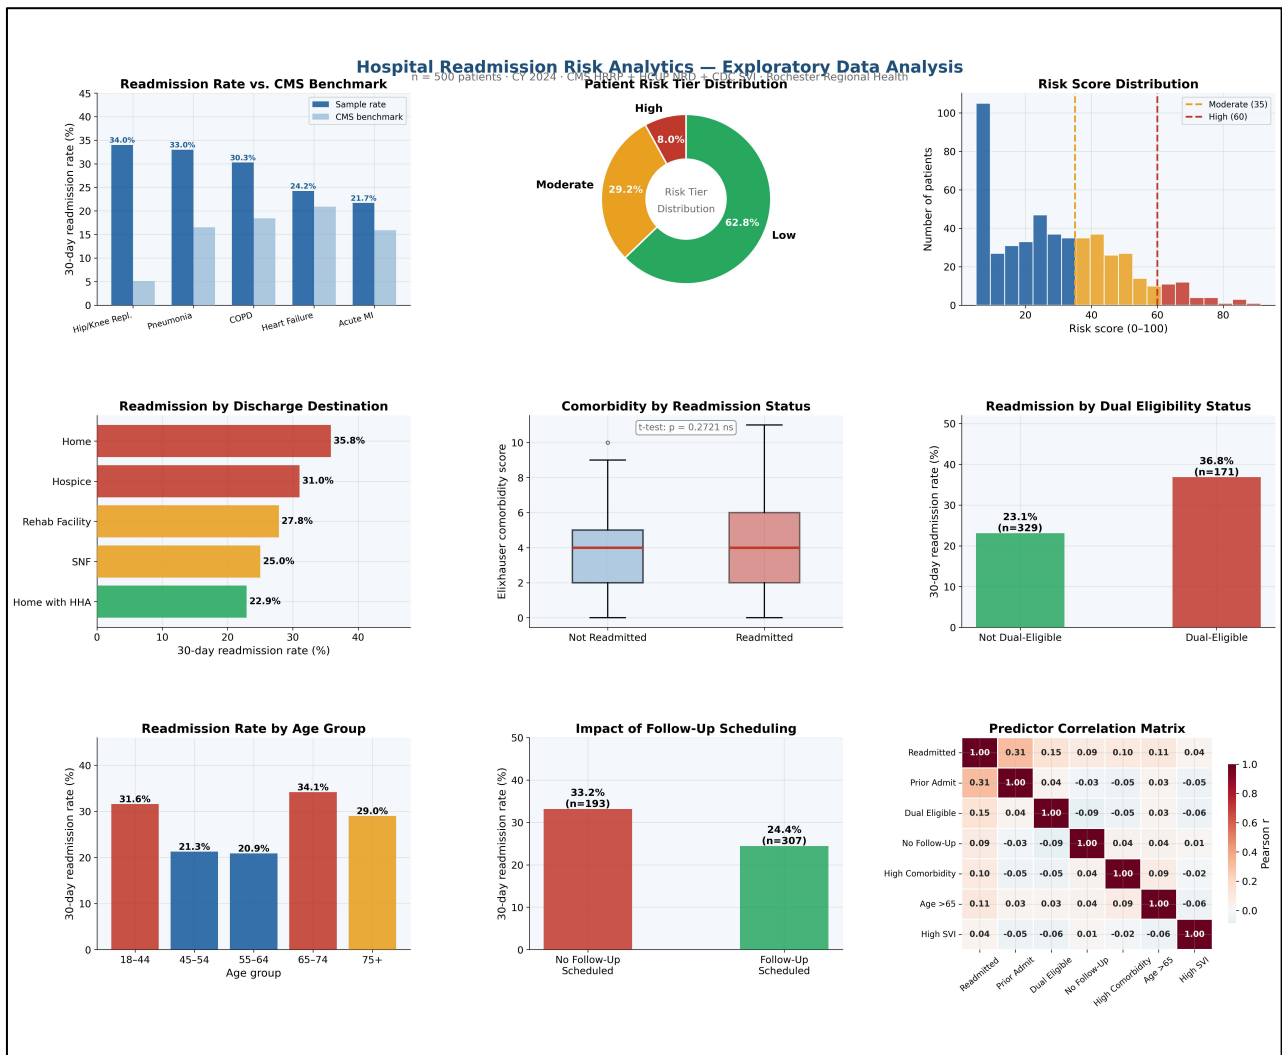 Hospital Readmission Risk Analytics — Exploratory Data Analysis
n = 500 patients · CY 2024 · CMS HRRP + HCUP NRD + CDC SVI · Rochester Regional Health
Readmission Rate vs. CMS Benchmark
30-day readmission rate (%)
45
40
35
30
25
20
15
10
5
0
Sample rate
CMS benchmark
34.0%
33.0%
30.3%
24.2%
21.7%
Hip/Knee Repl.
Pneumonia
COPD
Heart Failure
Acute MI
Patient Risk Tier Distribution
High
8.0%
Moderate
29.2%
Risk Tier
Distribution
62.8%
Low
Risk Score Distribution
Number of patients
100
80
60
40
20
0
Moderate (35)
High (60)
20
40
60
80
Risk score (0–100)
Readmission by Discharge Destination
Home
35.8%
Hospice
31.0%
Rehab Facility
27.8%
SNF
25.0%
Home with HHA
22.9%
0
10
20
30
40
30-day readmission rate (%)
Comorbidity by Readmission Status
t-test: p = 0.2721 ns
Elixhauser comorbidity score
10
8
6
4
2
0
Not Readmitted
Readmitted
Readmission by Dual Eligibility Status
30-day readmission rate (%)
50
40
30
20
10
0
23.1%
(n=329)
36.8%
(n=171)
Not Dual-Eligible
Dual-Eligible
Readmission Rate by Age Group
30-day readmission rate (%)
40
30
20
10
0
31.6%
21.3%
20.9%
34.1%
29.0%
18–44
45–54
55–64
65–74
75+
Age group
Impact of Follow-Up Scheduling
30-day readmission rate (%)
50
40
30
20
10
0
33.2%
(n=193)
24.4%
(n=307)
No Follow-Up
Scheduled
Follow-Up
Scheduled
Predictor Correlation Matrix
Readmitted 1.00 0.31 0.15 0.09 0.10 0.11 0.04
Prior Admit 0.31 1.00 0.04 -0.03 -0.05 0.03 -0.05
Dual Eligible 0.15 0.04 1.00 -0.09 -0.05 0.03 -0.06
No Follow-Up 0.09 -0.03 -0.09 1.00 0.04 0.04 0.01
High Comorbidity 0.10 -0.05 -0.05 0.04 1.00 0.09 -0.02
Age >65 0.11 0.03 0.03 0.04 0.09 1.00 -0.06
High SVI 0.04 -0.05 -0.06 0.01 -0.02 -0.06 1.00
Readmitted
Prior Admit
Dual Eligible
No Follow-Up
High Comorbidity
Age >65
High SVI
1.0
0.8
0.6
0.4
0.2
0.0
Pearson r